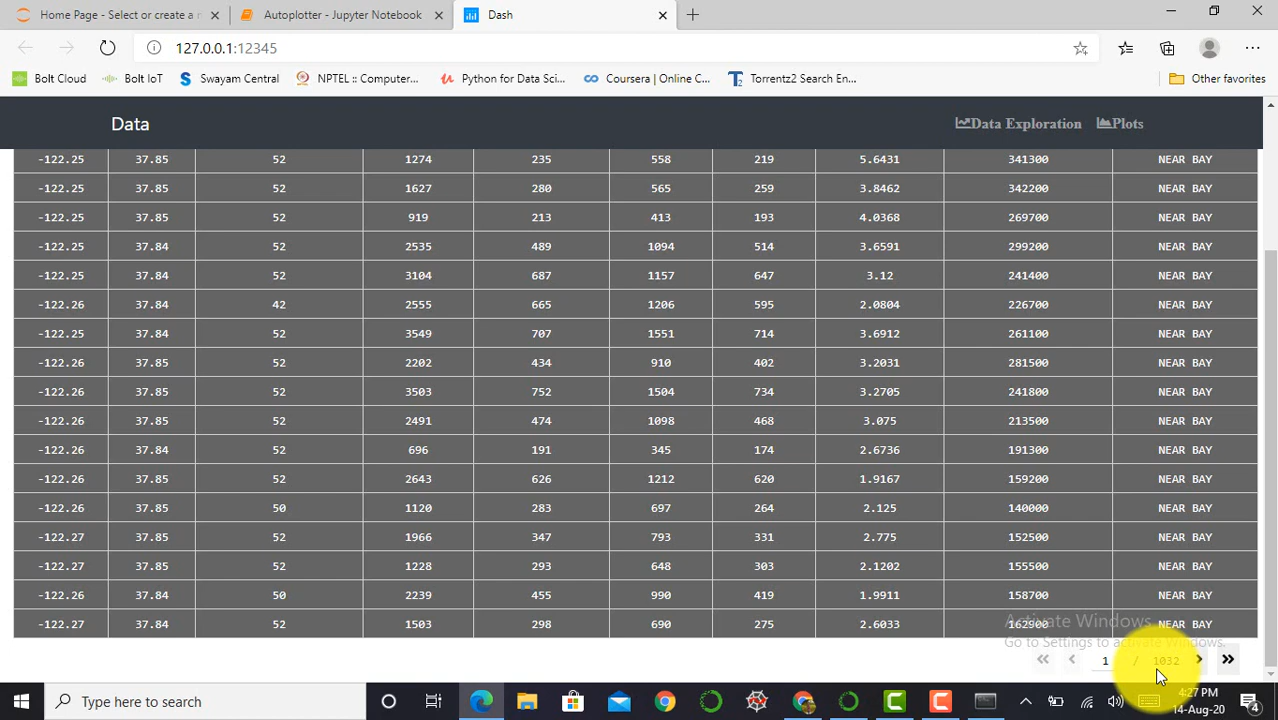 Home Page - Select or create a n
Autoplotter - Jupyter Notebook
Dash
127.0.0.1:12345
Bolt Cloud
Bolt IoT
Swayam Central
NPTEL :: Computer...
Python for Data Sci...
Coursera | Online C...
Torrentz2 Search En...
Other favorites
Data
Data Exploration
Plots
-122.25 37.85 52 1274 235 558 219 5.6431 341300 NEAR BAY
-122.25 37.85 52 1627 280 565 259 3.8462 342200 NEAR BAY
-122.25 37.85 52 919 213 413 193 4.0368 269700 NEAR BAY
-122.25 37.84 52 2535 489 1094 514 3.6591 299200 NEAR BAY
-122.25 37.84 52 3104 687 1157 647 3.12 241400 NEAR BAY
-122.26 37.84 42 2555 665 1206 595 2.0804 226700 NEAR BAY
-122.25 37.84 52 3549 707 1551 714 3.6912 261100 NEAR BAY
-122.26 37.85 52 2202 434 910 402 3.2031 281500 NEAR BAY
-122.26 37.85 52 3503 752 1504 734 3.2705 241800 NEAR BAY
-122.26 37.85 52 2491 474 1098 468 3.075 213500 NEAR BAY
-122.26 37.84 52 696 191 345 174 2.6736 191300 NEAR BAY
-122.26 37.85 52 2643 626 1212 620 1.9167 159200 NEAR BAY
-122.26 37.85 50 1120 283 697 264 2.125 140000 NEAR BAY
-122.27 37.85 52 1966 347 793 331 2.775 152500 NEAR BAY
-122.27 37.85 52 1228 293 648 303 2.1202 155500 NEAR BAY
-122.26 37.84 50 2239 455 990 419 1.9911 158700 NEAR BAY
-122.27 37.84 52 1503 298 690 275 2.6033 162900 NEAR BAY
Activate Windows
Go to Settings to activate Windows.
1 / 1032
Type here to search
4:27 PM
14-Aug-20
4